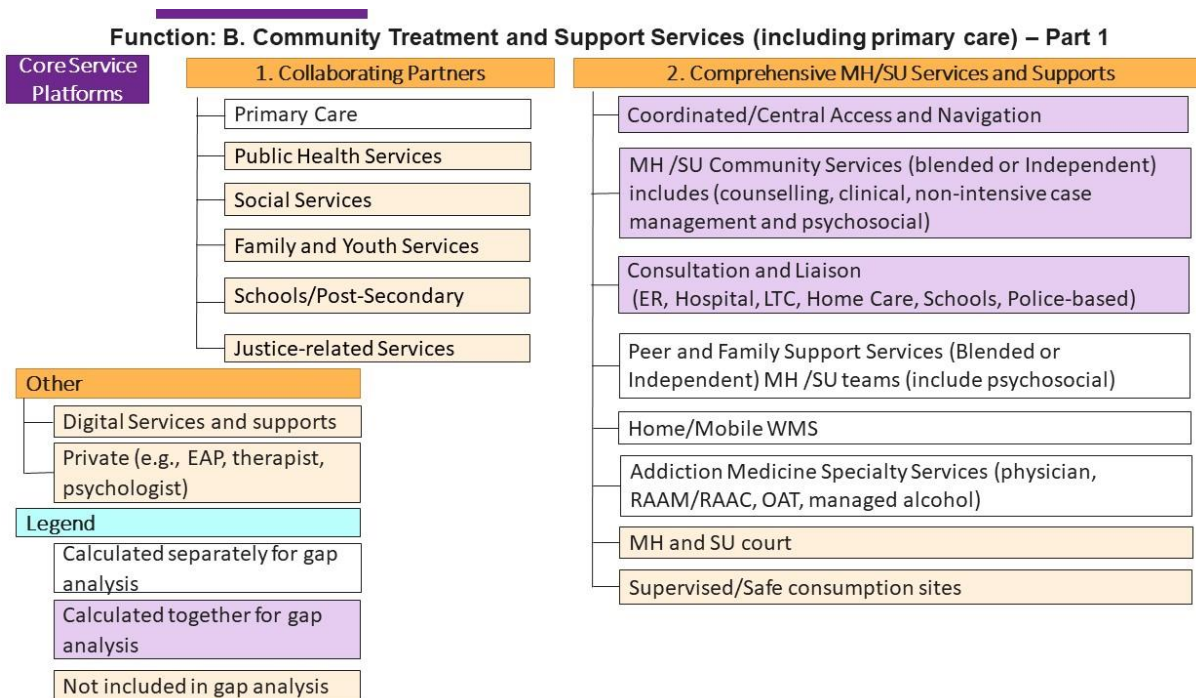 Function: B. Community Treatment and Support Services (including primary care) – Part 1
Core Service
Platforms
1. Collaborating Partners
Primary Care
Public Health Services
Social Services
Family and Youth Services
Schools/Post-Secondary
Justice-related Services
2. Comprehensive MH/SU Services and Supports
Coordinated/Central Access and Navigation
MH /SU Community Services (blended or Independent)
includes (counselling, clinical, non-intensive case
management and psychosocial)
Consultation and Liaison
(ER, Hospital, LTC, Home Care, Schools, Police-based)
Peer and Family Support Services (Blended or
Independent) MH /SU teams (include psychosocial)
Home/Mobile WMS
Addiction Medicine Specialty Services (physician,
RAAM/RAAC, OAT, managed alcohol)
MH and SU court
Supervised/Safe consumption sites
Other
Digital Services and supports
Private (e.g., EAP, therapist,
psychologist)
Legend
Calculated separately for gap
analysis
Calculated together for gap
analysis
Not included in gap analysis